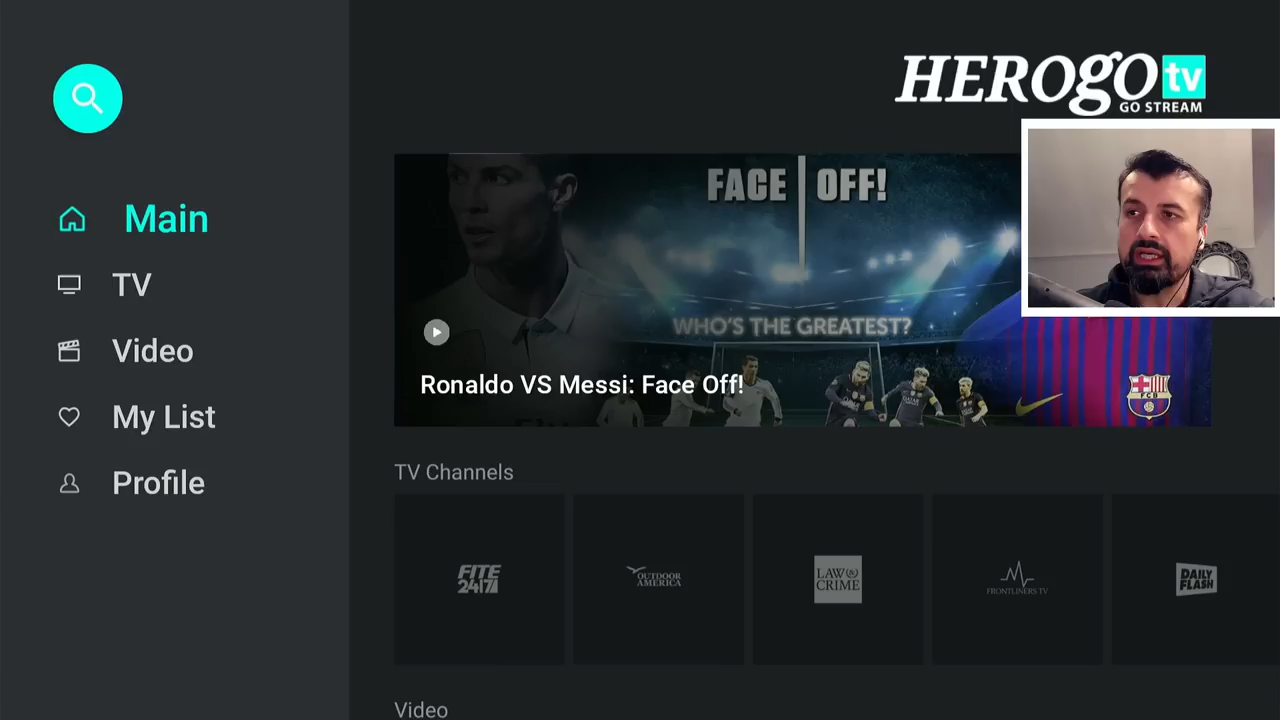 HEROgO tv
GO STREAM
Main
TV
Video
My List
Profile
FACE OFF!
WHO'S THE GREATEST?
Ronaldo VS Messi: Face Off!
FCB
TV Channels
FITE 24/7
OUTDOOR
AMERICA
LAW &
CRIME
FRONTLINERS TV
DAILY
FLASH
Video